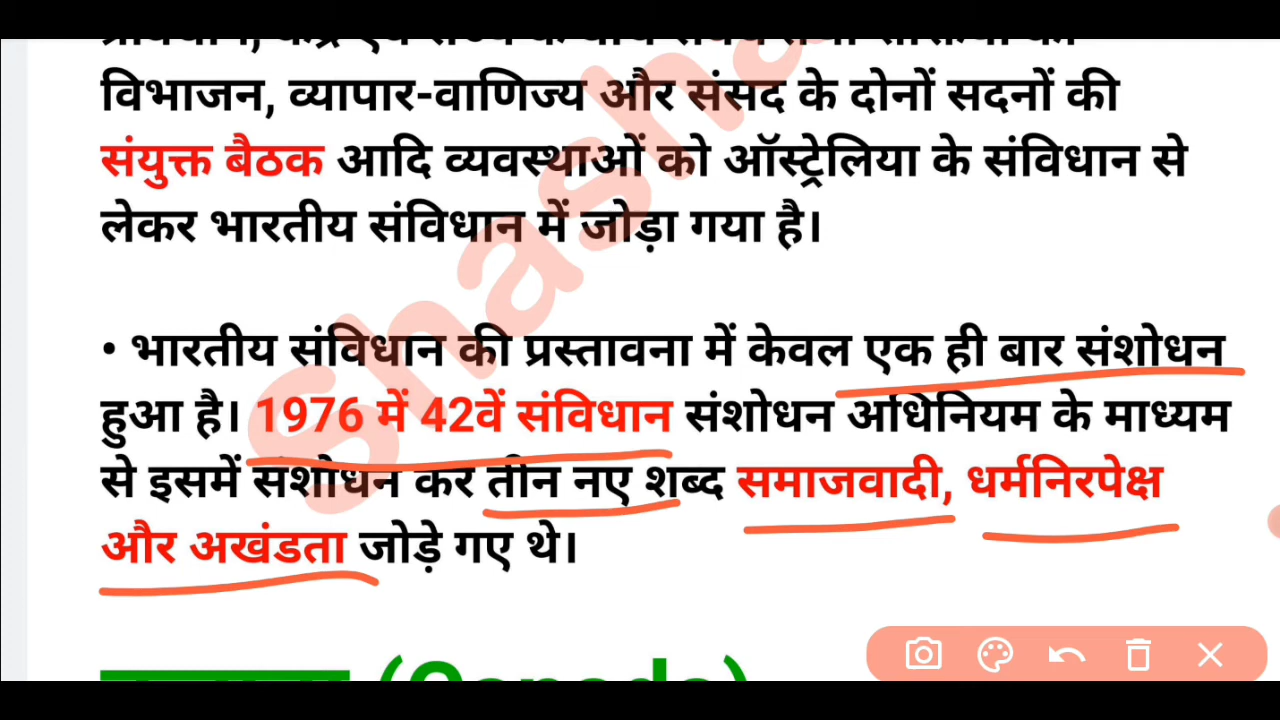 विभाजन, व्यापार-वाणिज्य और संसद के दोनों सदनों की
संयुक्त बैठक आदि व्यवस्थाओं को ऑस्ट्रेलिया के संविधान से
लेकर भारतीय संविधान में जोड़ा गया है।
• भारतीय संविधान की प्रस्तावना में केवल एक ही बार संशोधन
हुआ है। 1976 में 42वें संविधान संशोधन अधिनियम के माध्यम
से इसमें संशोधन कर तीन नए शब्द समाजवादी, धर्मनिरपेक्ष
और अखंडता जोड़े गए थे।
(Canada)